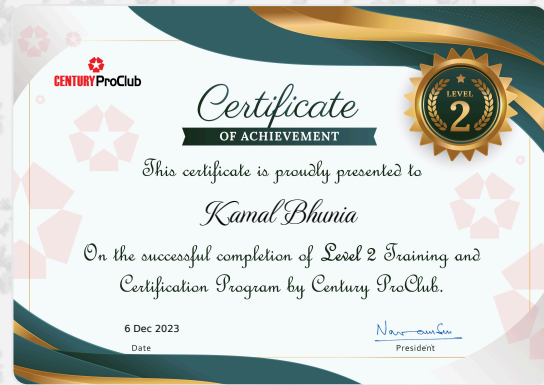 CENTURY ProClub
LEVEL
2
Certificate
OF ACHIEVEMENT
This certificate is proudly presented to
Kamal Bhunia
On the successful completion of Level 2 Training and
Certification Program by Century ProClub.
6 Dec 2023
Date
President